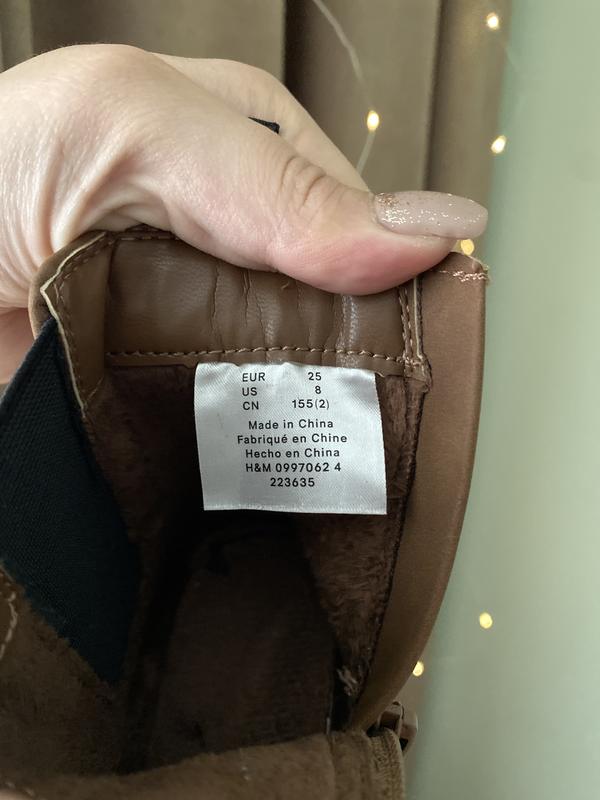 EUR 25
US 8
CN 155(2)
Made in China
Fabriqué en Chine
Hecho en China
H&M 0997062 4
223635